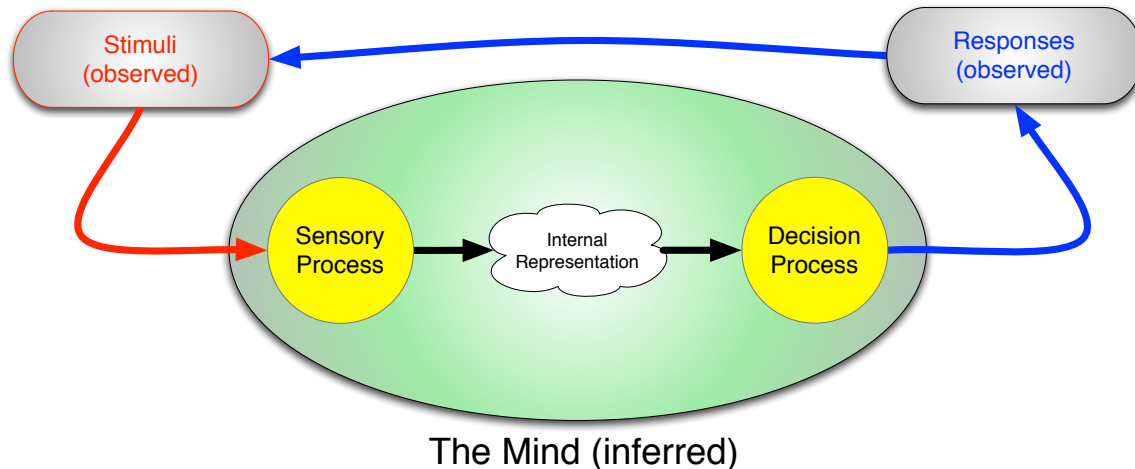 Stimuli
(observed)
Responses
(observed)
Sensory
Process
Internal
Representation
Decision
Process
The Mind (inferred)